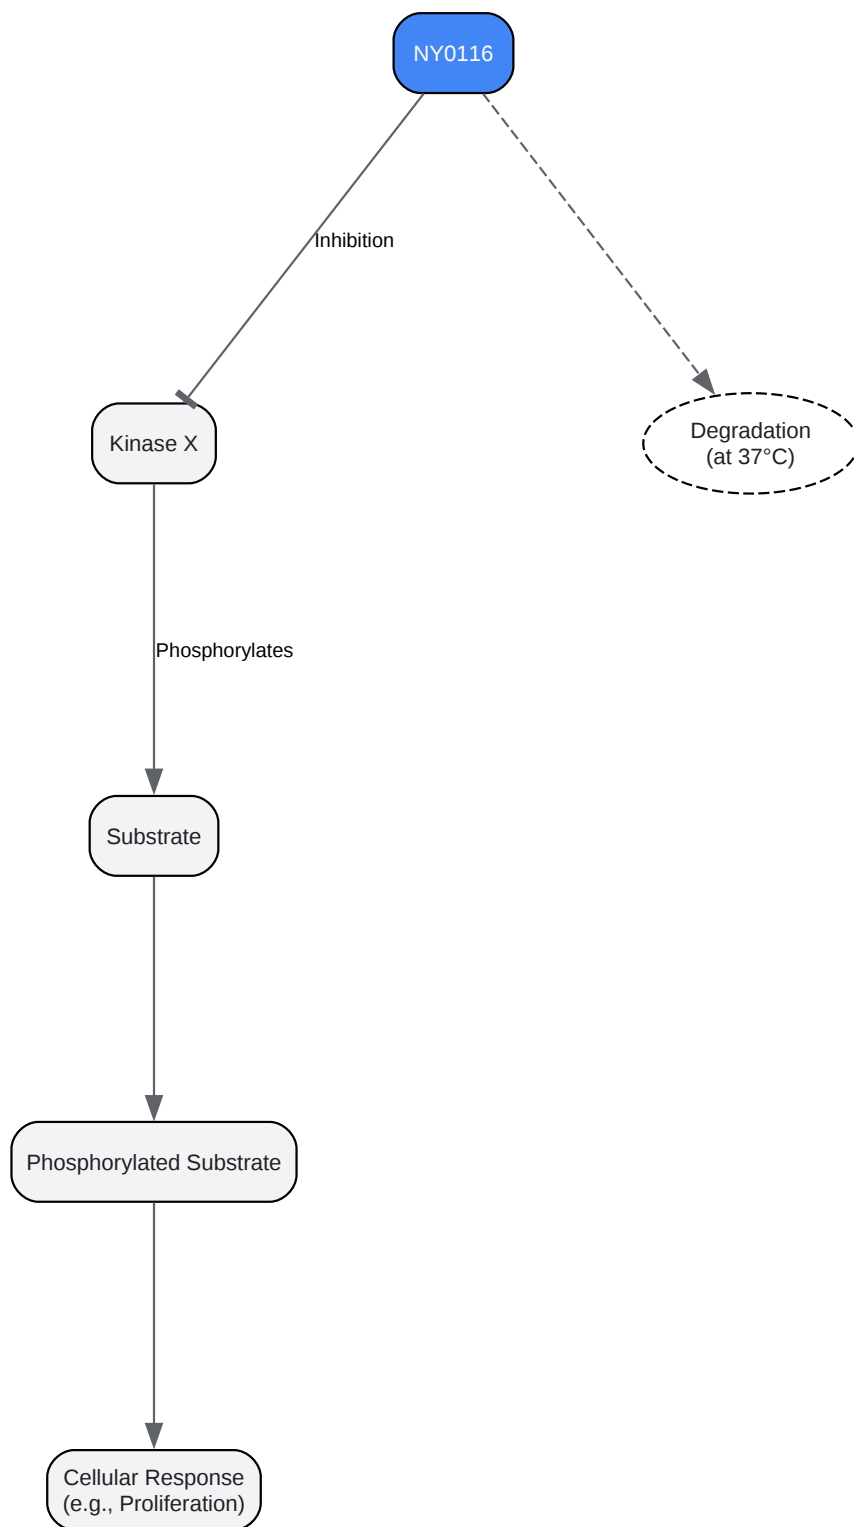 NY0116
Inhibition
Kinase X
Degradation
(at 37°C)
Phosphorylates
Substrate
Phosphorylated Substrate
Cellular Response
(e.g., Proliferation)